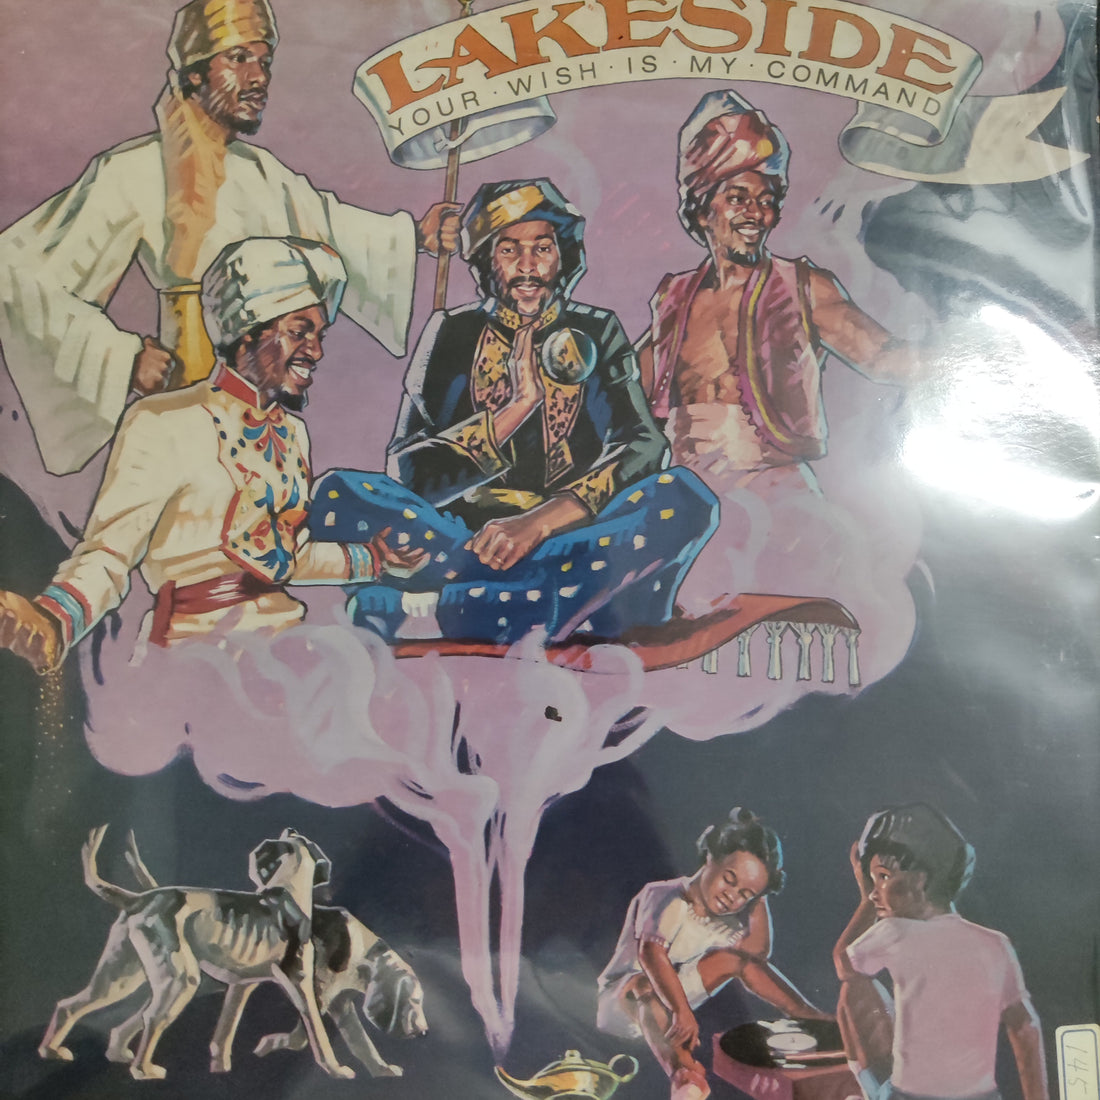 LAKESIDE
YOUR · WISH · IS · MY · COMMAND
145